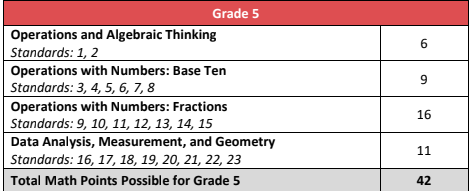 Grade 5
Operations and Algebraic Thinking
Standards: 1, 2
6
Operations with Numbers: Base Ten
Standards: 3, 4, 5, 6, 7, 8
9
Operations with Numbers: Fractions
Standards: 9, 10, 11, 12, 13, 14, 15
16
Data Analysis, Measurement, and Geometry
Standards: 16, 17, 18, 19, 20, 21, 22, 23
11
Total Math Points Possible for Grade 5 42